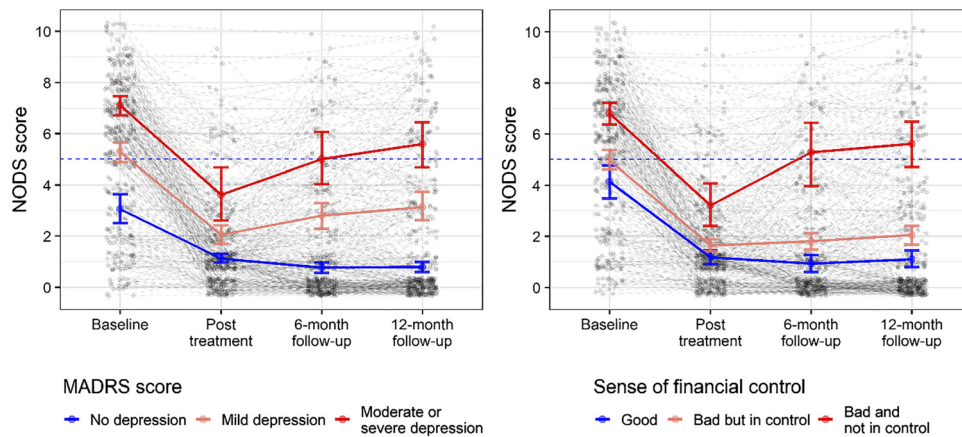 NODS score
10
8
6
4
2
0
Baseline
Post
treatment
6-month
follow-up
12-month
follow-up
MADRS score
No depression
Mild depression
Moderate or
severe depression
NODS score
10
8
6
4
2
0
Baseline
Post
treatment
6-month
follow-up
12-month
follow-up
Sense of financial control
Good
Bad but in control
Bad and
not in control